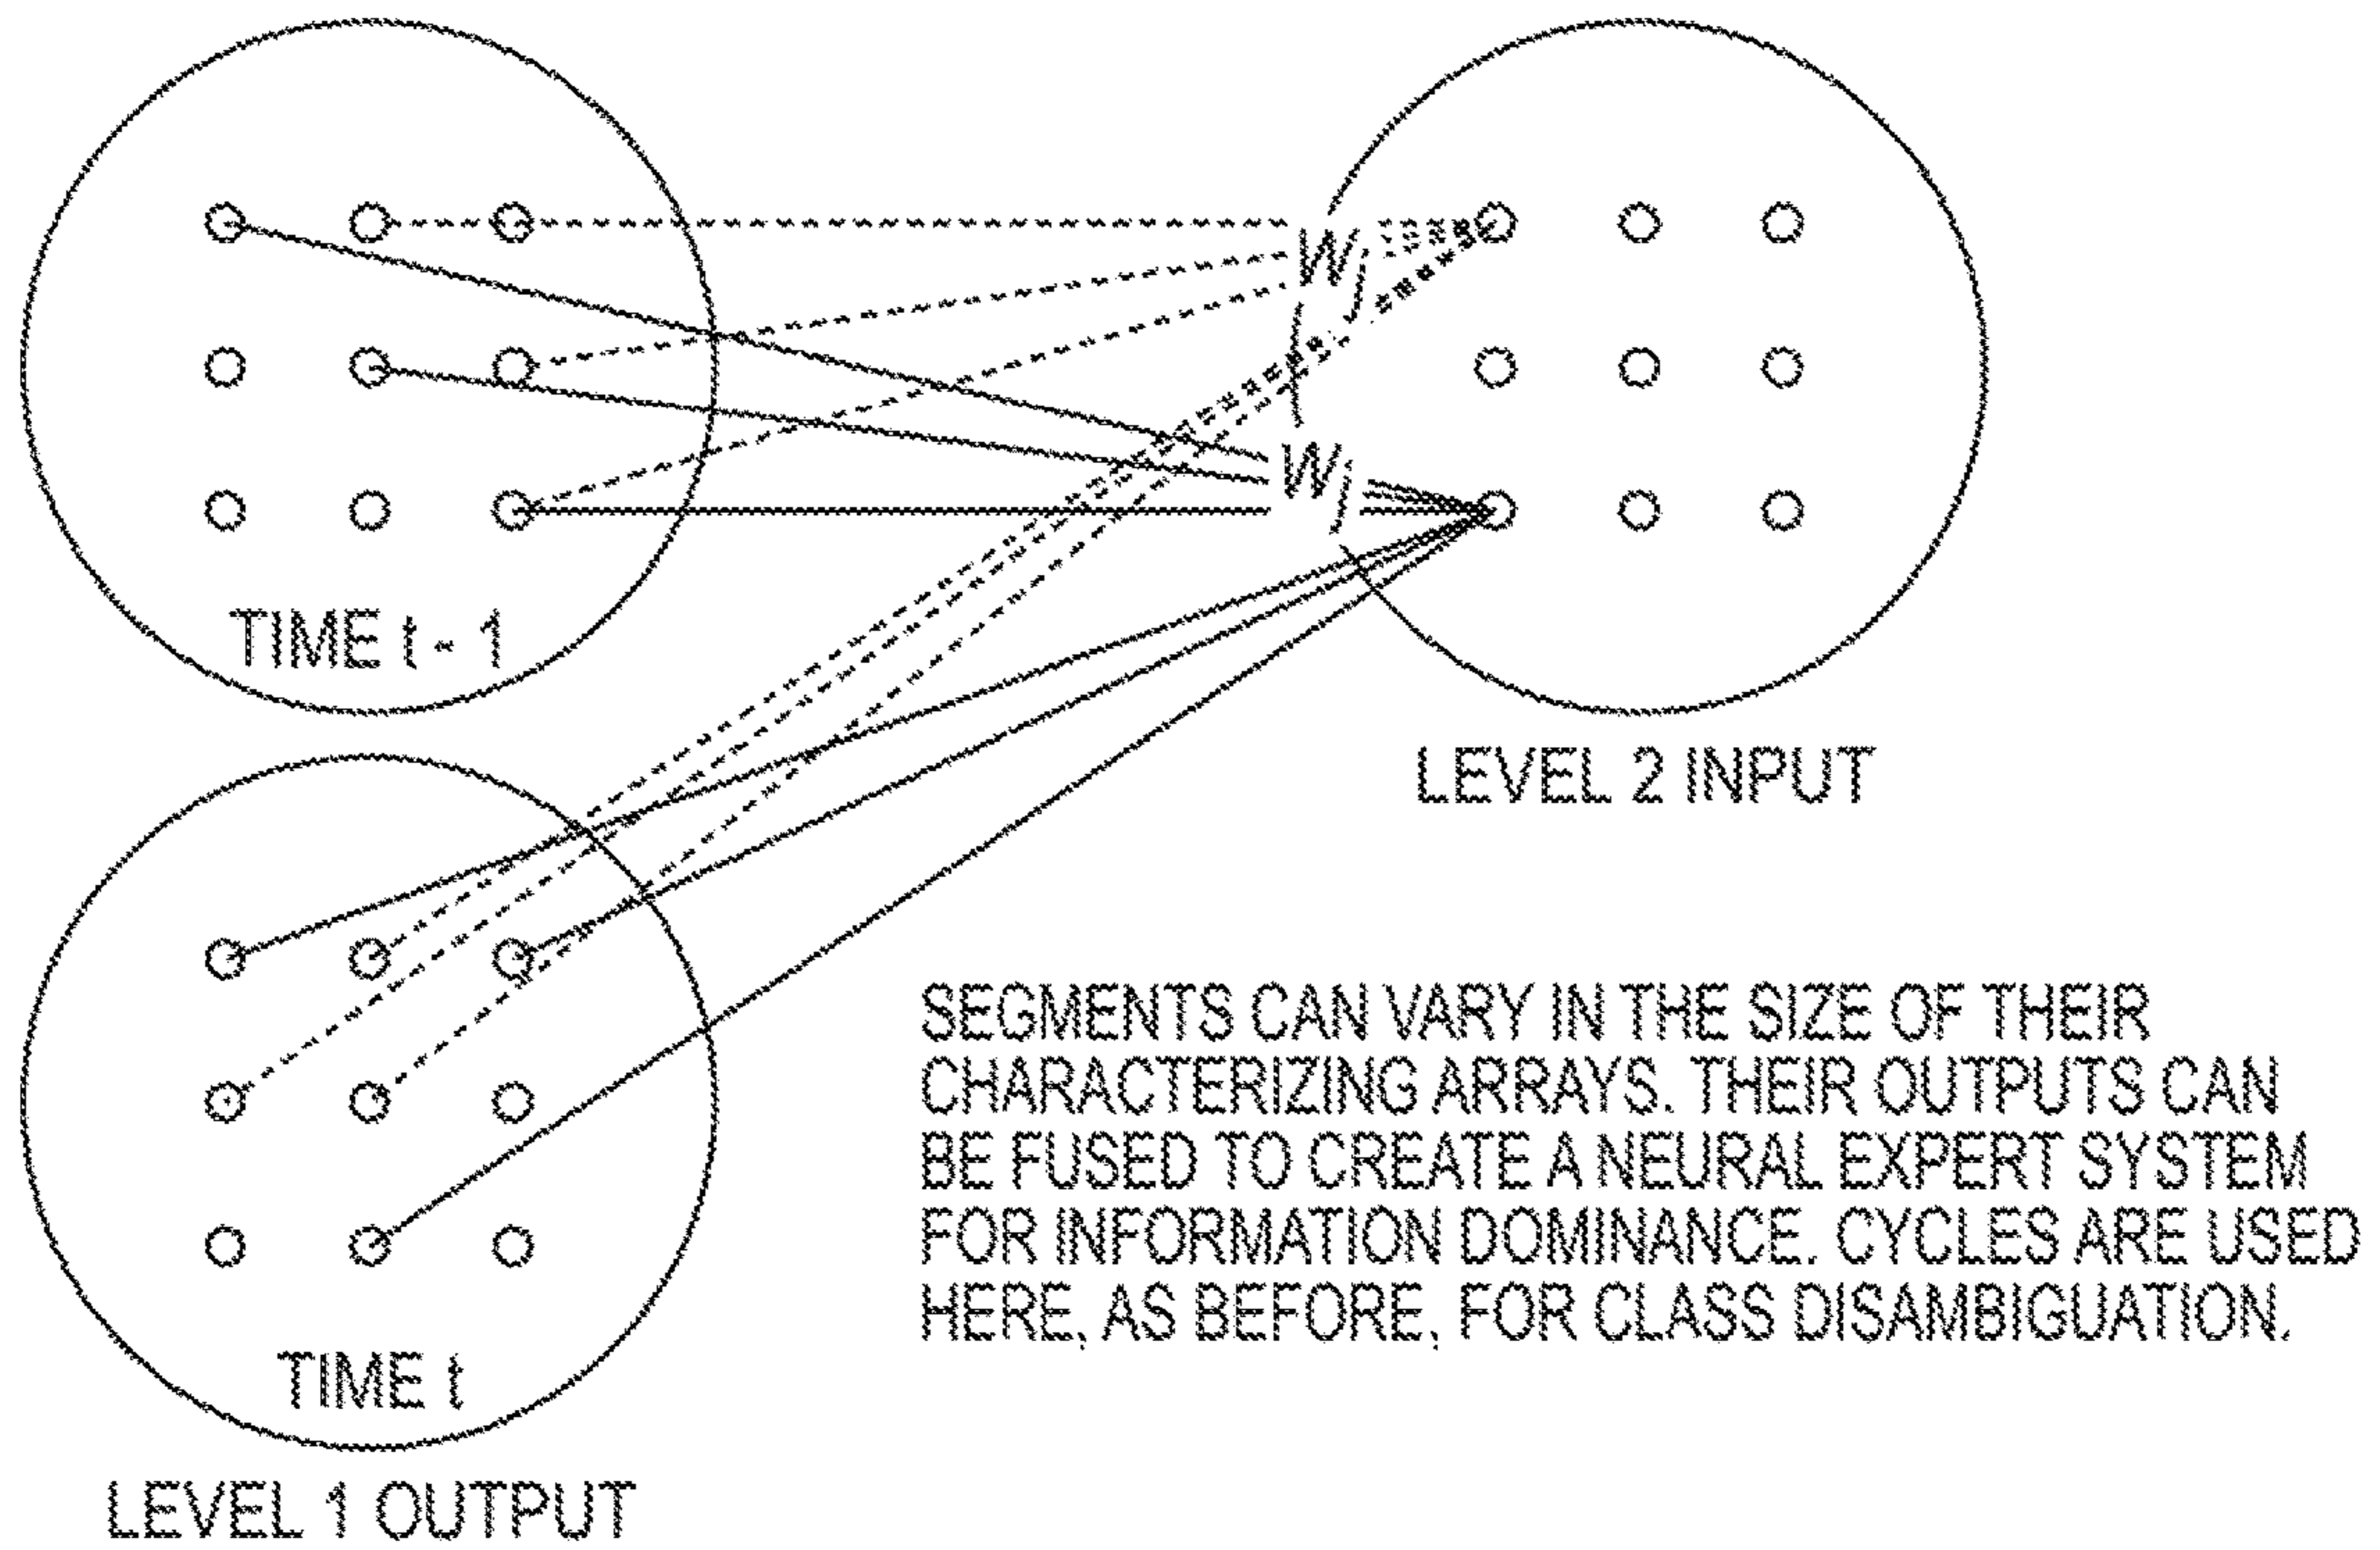 Wj
Wj
TIME t - 1
LEVEL 2 INPUT
SEGMENTS CAN VARY IN THE SIZE OF THEIR
CHARACTERIZING ARRAYS. THEIR OUTPUTS CAN
BE FUSED TO CREATE A NEURAL EXPERT SYSTEM
FOR INFORMATION DOMINANCE. CYCLES ARE USED
HERE, AS BEFORE, FOR CLASS DISAMBIGUATION.
TIME t
LEVEL 1 OUTPUT